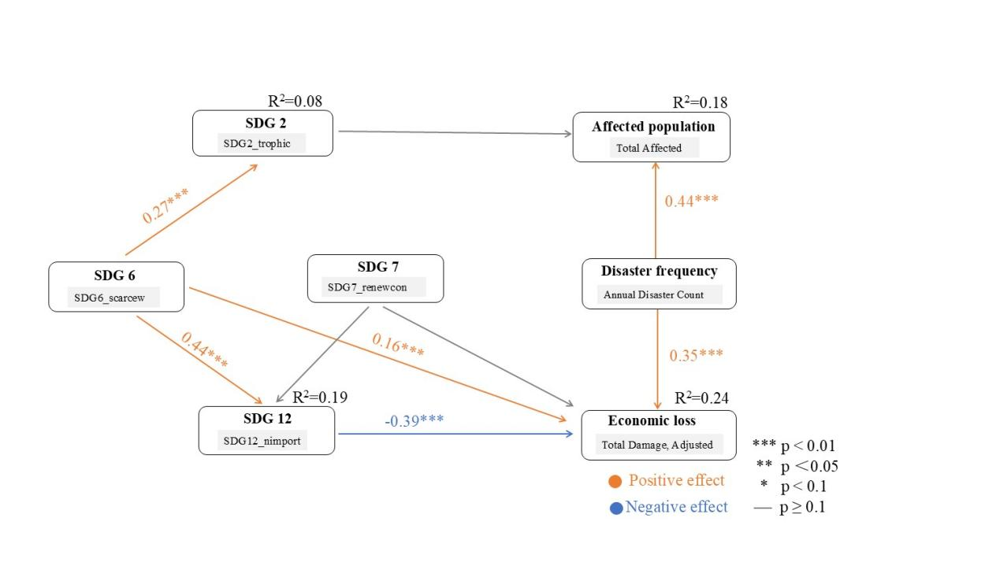 R²=0.08
SDG 2
SDG2_trophic
R²=0.18
Affected population
Total Affected
0.27***
0.44***
SDG 6
SDG6_scarcew
SDG 7
SDG7_renewcon
Disaster frequency
Annual Disaster Count
0.44***
0.16***
0.35***
R²=0.19
SDG 12
SDG12_nimport
-0.39***
R²=0.24
Economic loss
Total Damage, Adjusted
Positive effect
Negative effect
*** p < 0.01
** p <0.05
* p < 0.1
— p ≥ 0.1